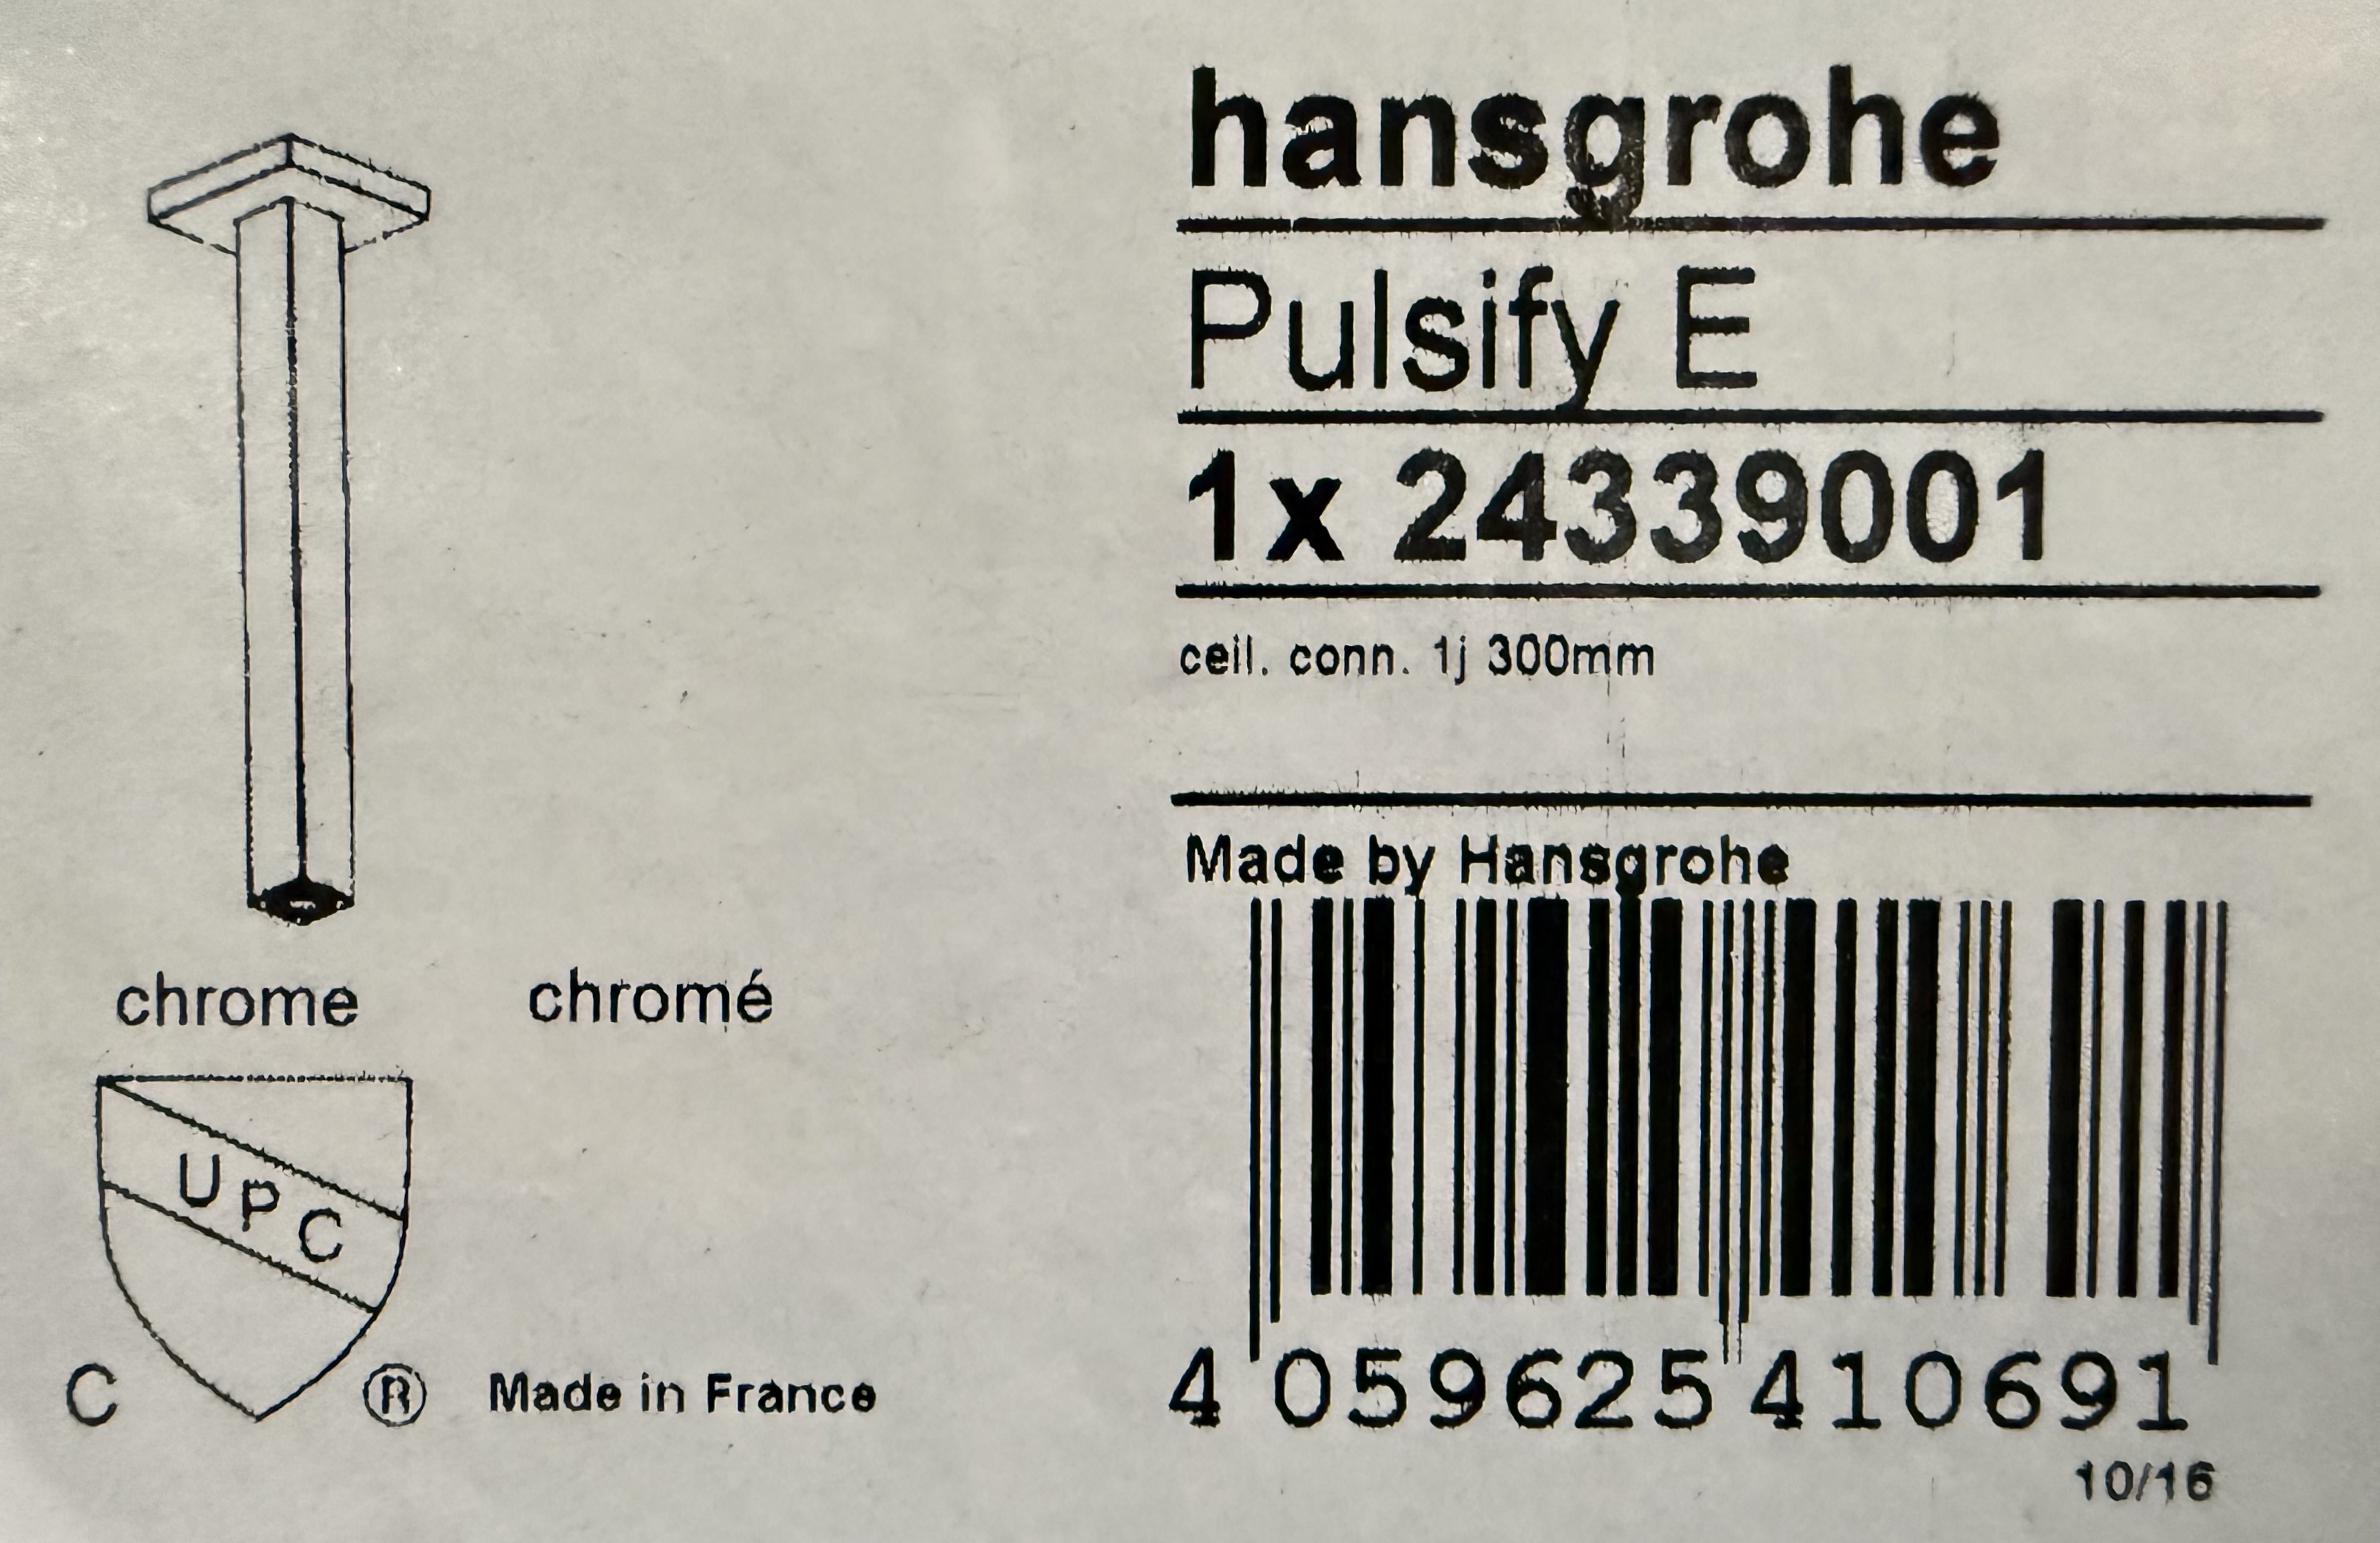 hansgrohe
Pulsify E
1x 24339001
ceil. conn. 1j 300mm
Made by Hansgrohe
4 059625 410691
10/16
chrome chromé
UPC
C ® Made in France